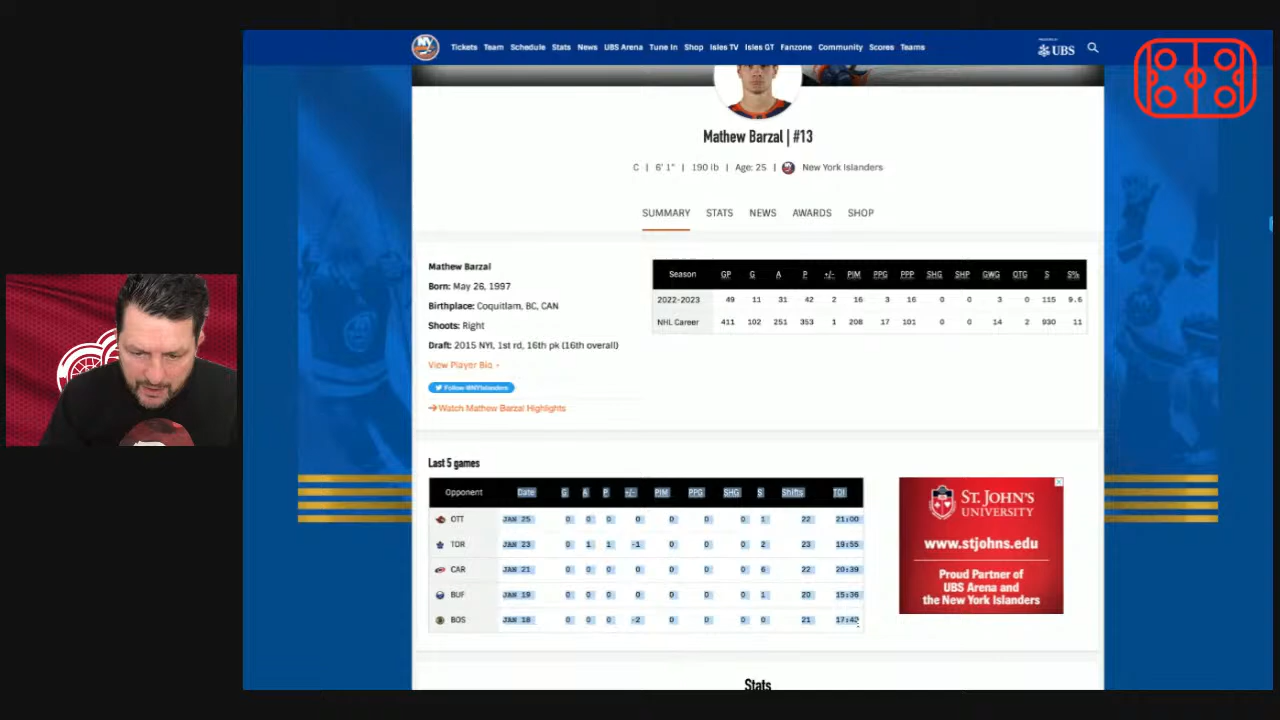 NY
Tickets Team Schedule Stats News UBS Arena Tune In Shop Isles TV Isles GT Fanzone Community Scores Teams
UBS
Mathew Barzal | #13
C | 6' 1" | 190 lb | Age: 25 | New York Islanders
SUMMARY STATS NEWS AWARDS SHOP
Mathew Barzal
Born: May 26, 1997
Birthplace: Coquitlam, BC, CAN
Shoots: Right
Draft: 2015 NYI, 1st rd, 16th pk (16th overall)
View Player Bio
Follow @NYIslanders
Watch Mathew Barzal Highlights
Season GP G A P +/- PIM PPG PPP SHG SHP GWG OTG S S%
2022-2023 49 11 31 42 2 16 3 16 0 0 3 0 115 9.6
NHL Career 411 102 251 353 1 208 17 101 0 0 14 2 930 11
Last 5 games
Opponent Date G A P +/- PIM PPG SHG S Shifts TOI
OTT JAN 25 0 0 0 0 0 0 0 1 22 21:00
TOR JAN 23 0 1 1 -1 0 0 0 2 23 19:55
CAR JAN 21 0 0 0 0 0 0 0 6 22 20:39
BUF JAN 19 0 0 0 0 0 0 0 1 20 15:36
BOS JAN 18 0 0 0 -2 0 0 0 0 21 17:42
ST. JOHN'S
UNIVERSITY
www.stjohns.edu
Proud Partner of
UBS Arena and
the New York Islanders
Stats